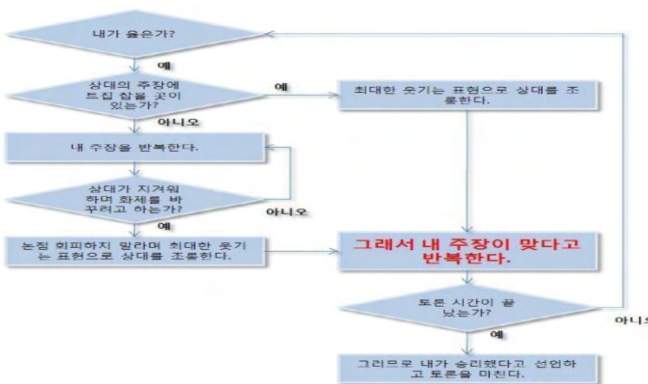 내가 옳은가?
예
상대의 주장에
트집 잡을 곳이
있는가?
예
최대한 웃기는 표현으로 상대를 조
롱한다.
아니오
내 주장을 반복한다.
상대가 지겨워
하며 화제를 바
꾸려고 하는가?
아니오
예
논점 회피하지 말라며 최대한 웃기
는 표현으로 상대를 조롱한다.
그래서 내 주장이 맞다고
반복한다.
토론 시간이 끝
났는가?
아니오
예
그러므로 내가 승리했다고 선언하
고 토론을 마친다.